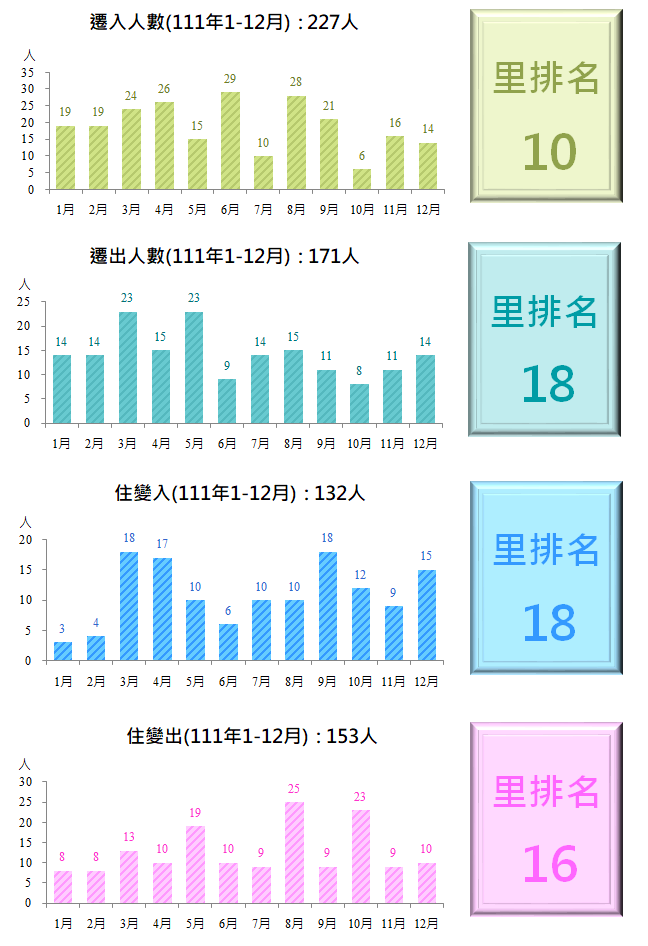 遷入人數(111年1-12月)：227人
人
35
30
25
20
15
10
5
0
19 19 24 26 15 29 10 28 21 6 16 14
1月 2月 3月 4月 5月 6月 7月 8月 9月 10月 11月 12月
里排名
10
遷出人數(111年1-12月)：171人
人
25
20
15
10
5
0
14 14 23 15 23 9 14 15 11 8 11 14
1月 2月 3月 4月 5月 6月 7月 8月 9月 10月 11月 12月
里排名
18
住變入(111年1-12月)：132人
人
20
15
10
5
0
3 4 18 17 10 6 10 10 18 12 9 15
1月 2月 3月 4月 5月 6月 7月 8月 9月 10月 11月 12月
里排名
18
住變出(111年1-12月)：153人
人
30
25
20
15
10
5
0
8 8 13 10 19 10 9 25 9 23 9 10
1月 2月 3月 4月 5月 6月 7月 8月 9月 10月 11月 12月
里排名
16